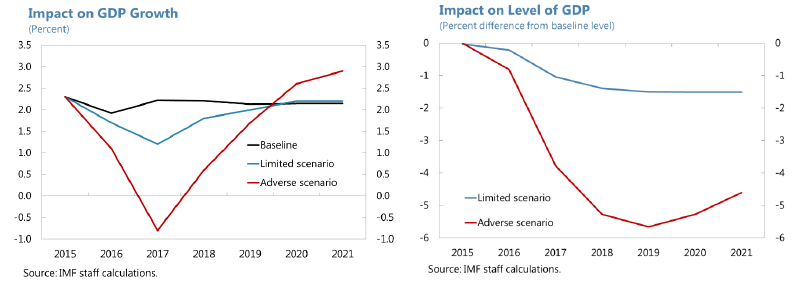 Impact on GDP Growth
(Percent)
3.5 3.5
3.0 3.0
2.5 2.5
2.0 2.0
1.5 1.5
1.0 1.0
0.5 0.5
0.0 0.0
-0.5 -0.5
-1.0 -1.0
Baseline
Limited scenario
Adverse scenario
2015 2016 2017 2018 2019 2020 2021
Source: IMF staff calculations.
Impact on Level of GDP
(Percent difference from baseline level)
0 0
-1 -1
-2 -2
-3 -3
-4 -4
-5 -5
-6 -6
Limited scenario
Adverse scenario
2015 2016 2017 2018 2019 2020 2021
Source: IMF staff calculations.